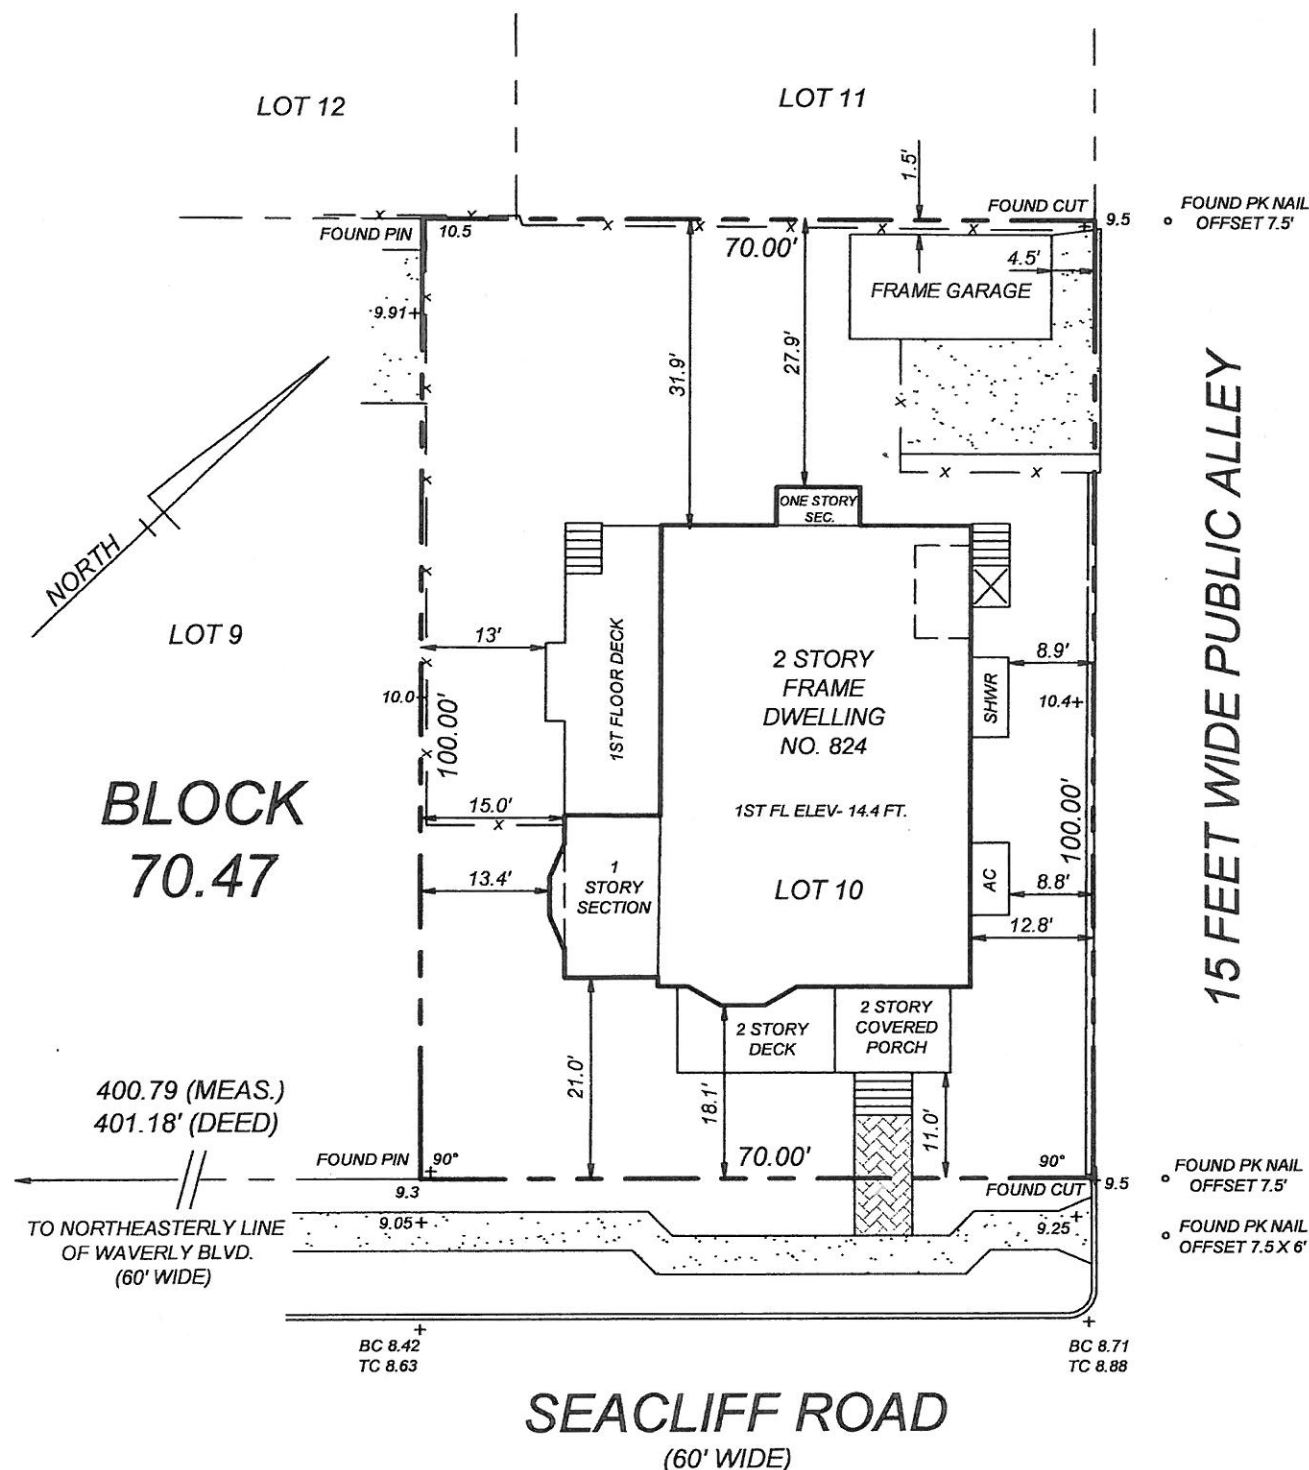 LOT 12
LOT 11
1.5'
FOUND PIN
10.5
70.00'
FOUND CUT
9.5
FOUND PK NAIL
OFFSET 7.5'
4.5'
FRAME GARAGE
9.91
31.9'
27.9'
15 FEET WIDE PUBLIC ALLEY
NORTH
ONE STORY
SEC.
LOT 9
13'
1ST FLOOR DECK
2 STORY
FRAME
DWELLING
NO. 824
8.9'
SHWR
10.4
10.0
100.00'
BLOCK
70.47
15.0'
1ST FL ELEV- 14.4 FT.
100.00'
13.4'
1
STORY
SECTION
LOT 10
AC
8.8'
12.8'
2 STORY
DECK
2 STORY
COVERED
PORCH
21.0'
18.1'
11.0'
400.79 (MEAS.)
401.18' (DEED)
FOUND PIN
90°
70.00'
90°
FOUND CUT
9.5
FOUND PK NAIL
OFFSET 7.5'
9.3
TO NORTHEASTERLY LINE
OF WAVERLY BLVD.
(60' WIDE)
9.05
9.25
FOUND PK NAIL
OFFSET 7.5 X 6'
BC 8.42
TC 8.63
BC 8.71
TC 8.88
SEACLIFF ROAD
(60' WIDE)